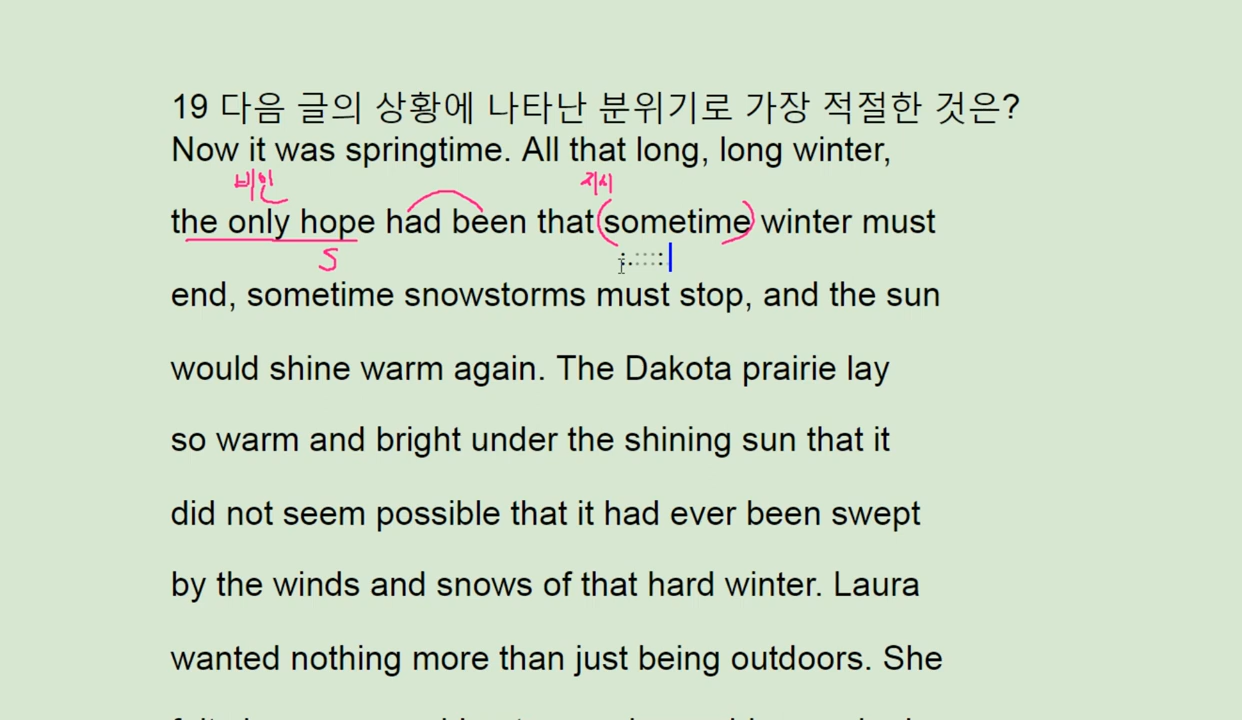 19 다음 글의 상황에 나타난 분위기로 가장 적절한 것은?
Now it was springtime. All that long, long winter,
비인 지시
the only hope had been that (sometime) winter must
S
end, sometime snowstorms must stop, and the sun
would shine warm again. The Dakota prairie lay
so warm and bright under the shining sun that it
did not seem possible that it had ever been swept
by the winds and snows of that hard winter. Laura
wanted nothing more than just being outdoors. She